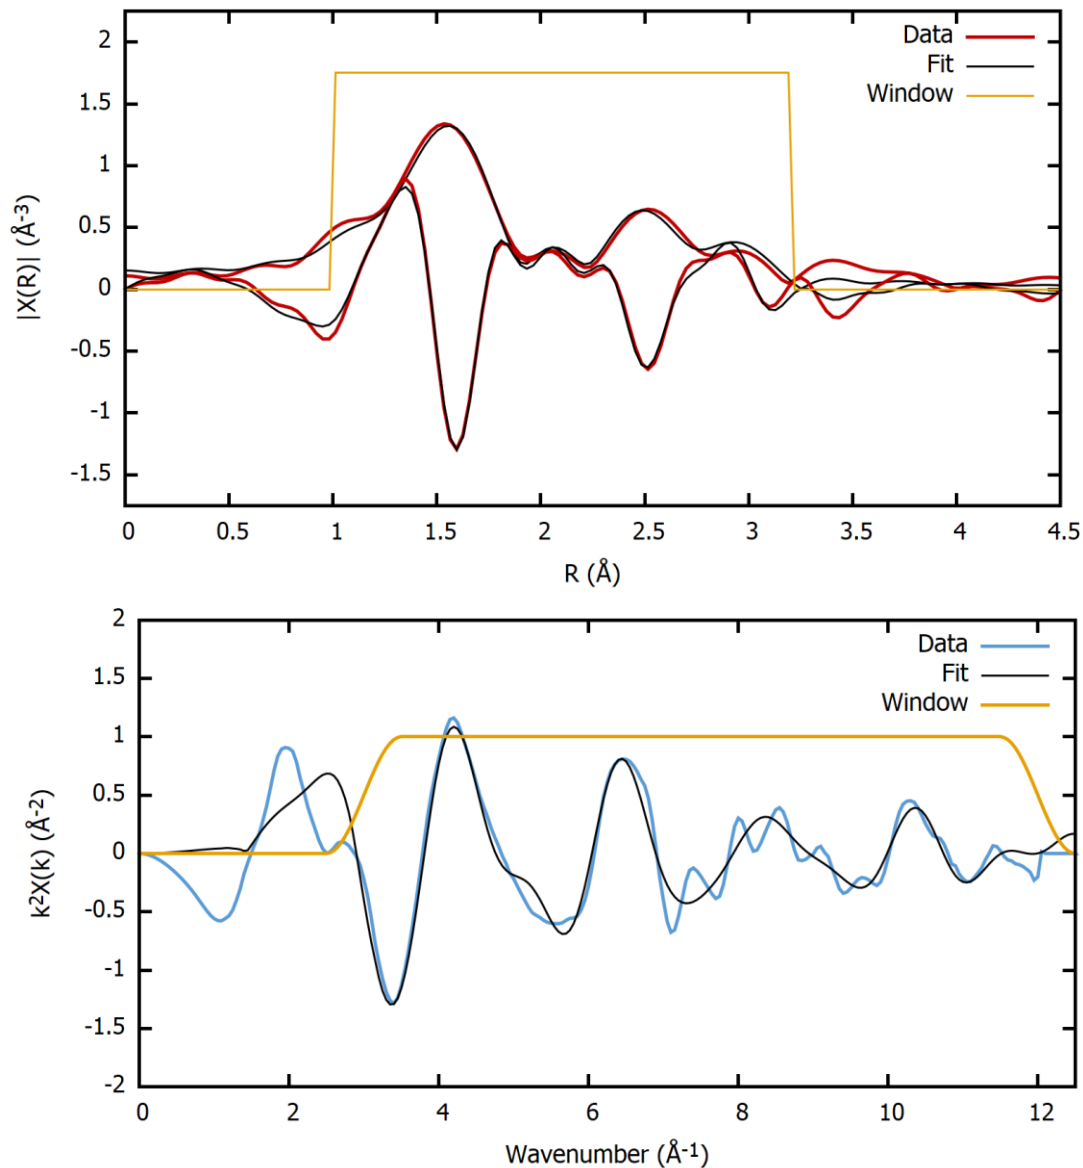 2
1.5
1
0.5
0
-0.5
-1
-1.5
|X(R)| (Å-3)
Data
Fit
Window
0 0.5 1 1.5 2 2.5 3 3.5 4 4.5
R (Å)
2
1.5
1
0.5
0
-0.5
-1
-1.5
-2
k2X(k) (Å-2)
Data
Fit
Window
0 2 4 6 8 10 12
Wavenumber (Å-1)